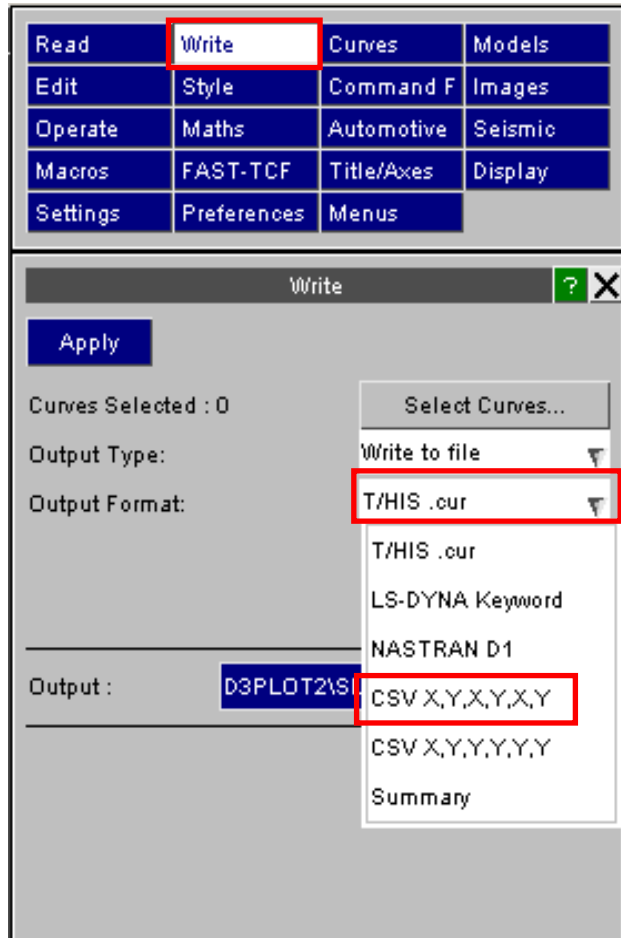 Read Write Curves Models
Edit Style Command F Images
Operate Maths Automotive Seismic
Macros FAST-TCF Title/Axes Display
Settings Preferences Menus
Write ? X
Apply
Curves Selected : 0 Select Curves...
Output Type: Write to file
Output Format: T/HIS .cur
T/HIS .cur
LS-DYNA Keyword
NASTRAN D1
Output : D3PLOT2\
CSV X,Y,X,Y,X,Y
CSV X,Y,Y,Y,Y,Y
Summary